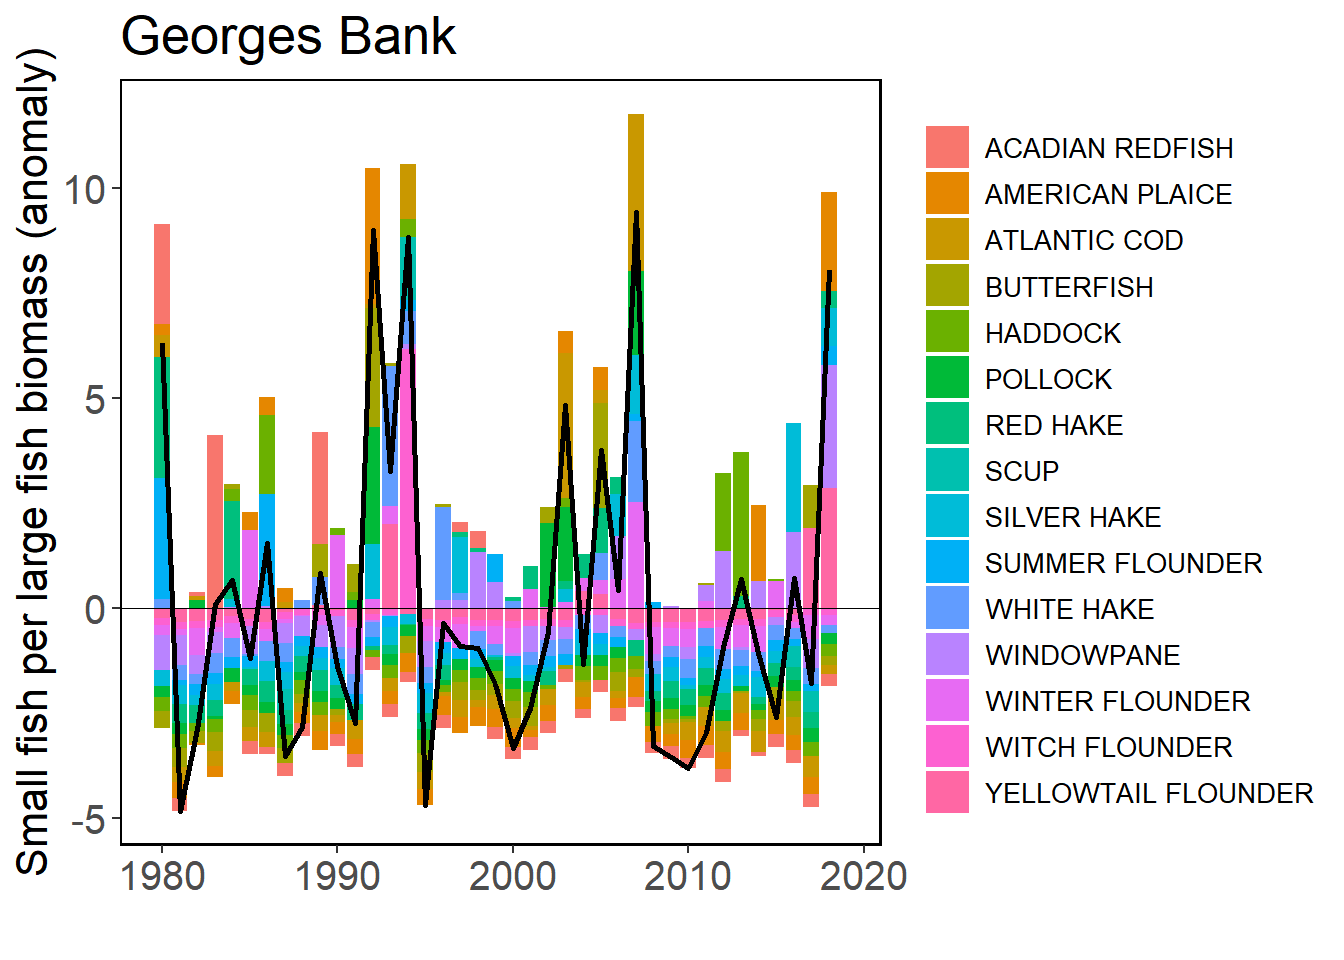 Georges Bank
Small fish per large fish biomass (anomaly)
10
5
0
-5
1980
1990
2000
2010
2020
ACADIAN REDFISH
AMERICAN PLAICE
ATLANTIC COD
BUTTERFISH
HADDOCK
POLLOCK
RED HAKE
SCUP
SILVER HAKE
SUMMER FLOUNDER
WHITE HAKE
WINDOWPANE
WINTER FLOUNDER
WITCH FLOUNDER
YELLOWTAIL FLOUNDER